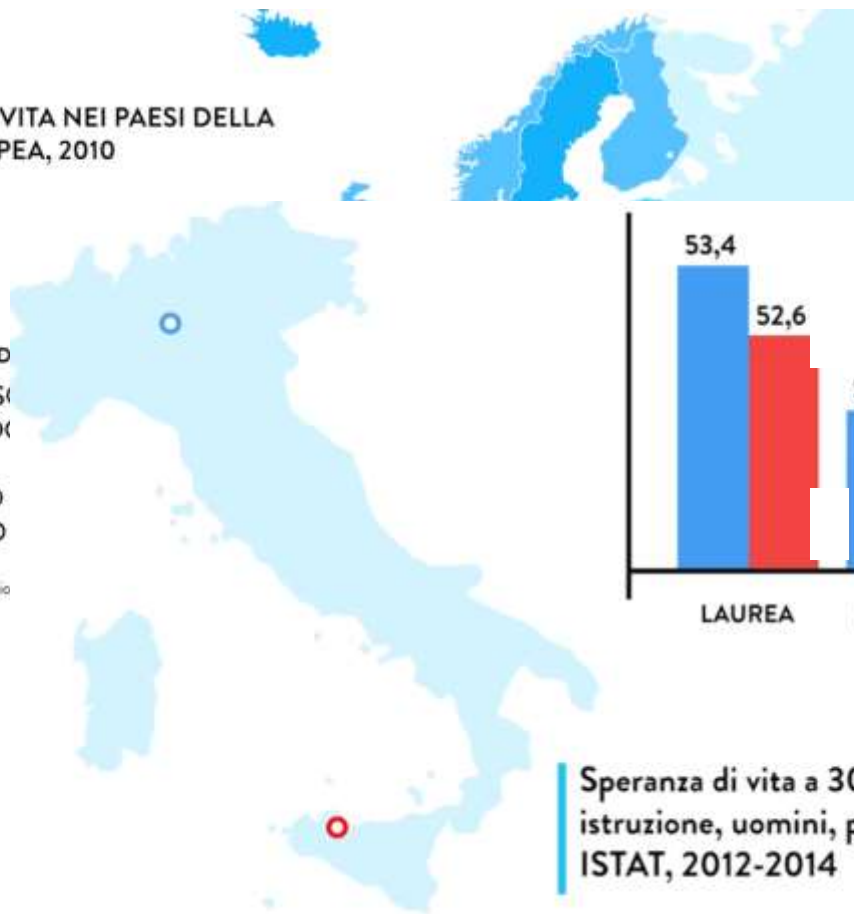 VITA NEI PAESI DELLA
PEA, 2010
53,4
52,6
LAUREA
Speranza di vita a 30
istruzione, uomini, p
ISTAT, 2012-2014